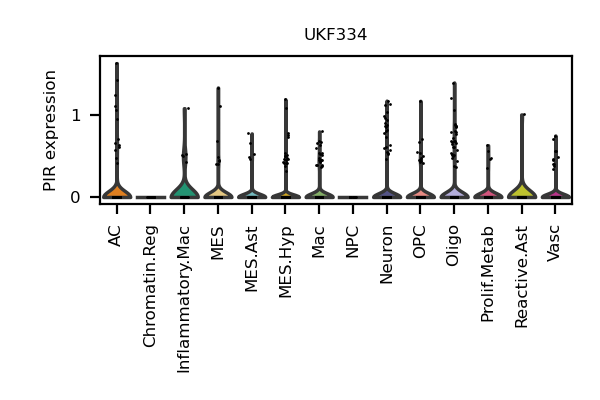 UKF334
PIR expression
1
0
AC
Chromatin.Reg
Inflammatory.Mac
MES
MES.Ast
MES.Hyp
Mac
NPC
Neuron
OPC
Oligo
Prolif.Metab
Reactive.Ast
Vasc